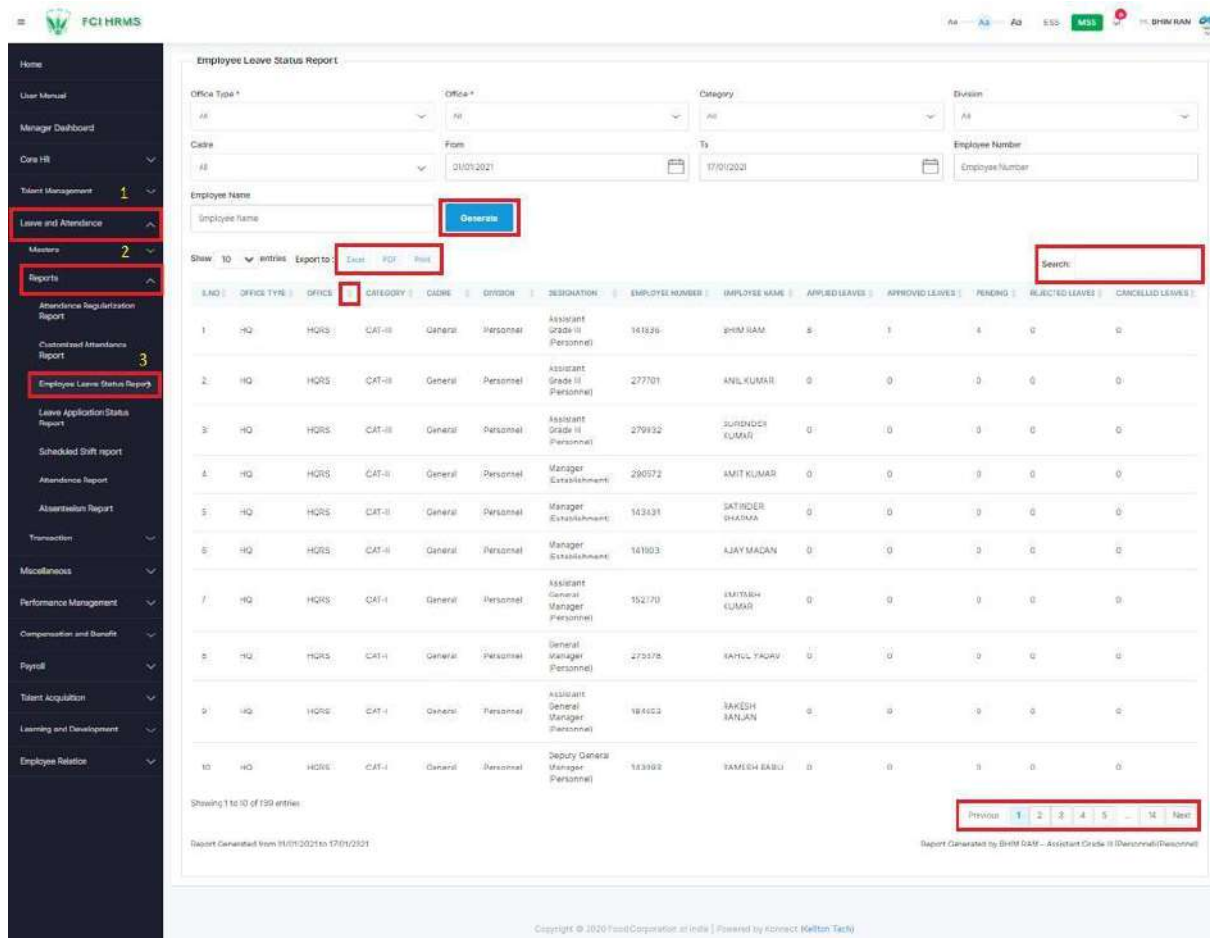 FCI HRMS
Aa Aa Aa ESS MSS BHIM RAM
Home
User Manual
Manager Dashboard
Core HR
Talent Management 1
Leave and Attendance
Masters 2
Reports
Attendance Regularization
Report
Customized Attendance
Report
3
Employee Leave Status Report
Leave Application Status
Report
Scheduled Shift report
Attendance Report
Absenteeism Report
Transaction
Miscellaneous
Performance Management
Compensation and Benefit
Payroll
Talent Acquisition
Learning and Development
Employee Relation
Employee Leave Status Report
Office Type * Office * Category Division
All All All All
Cadre From To Employee Number
All 01/01/2021 17/01/2021 Employee Number
Employee Name
Employee Name Generate
Show 10 entries Export to : Excel PDF Print Search:
S.NO OFFICE TYPE OFFICE CATEGORY CADRE DIVISION DESIGNATION EMPLOYEE NUMBER EMPLOYEE NAME APPLIED LEAVES APPROVED LEAVES PENDING REJECTED LEAVES CANCELLED LEAVES
1 HQ HQRS CAT-III General Personnel Assistant Grade III (Personnel) BHIM RAM 1 4 0 0
2 HQ HQRS CAT-III General Personnel Assistant Grade III (Personnel) 277701 ANIL KUMAR 0 0 0 0 0
3 HQ HQRS CAT-III General Personnel Assistant Grade III (Personnel) 279932 SURENDER KUMAR 0 0 0 0 0
4 HQ HQRS CAT-II General Personnel Manager (Establishment) 290572 AMIT KUMAR 0 0 0 0 0
5 HQ HQRS CAT-II General Personnel Manager (Establishment) 143431 SATINDER SHARMA 0 0 0 0 0
6 HQ HQRS CAT-II General Personnel Manager (Establishment) 141903 AJAY MADAN 0 0 0 0 0
7 HQ HQRS CAT-I General Personnel Assistant General Manager (Personnel) 152170 AMITABH KUMAR 0 0 0 0 0
8 HQ HQRS CAT-I General Personnel General Manager (Personnel) RAHUL YADAV 0 0 0 0 0
9 HQ HQRS CAT-I General Personnel Assistant General Manager (Personnel) RAKESH RANJAN 0 0 0 0 0
10 HQ HQRS CAT-I General Personnel Deputy General Manager (Personnel) RAMESH BABU 0 0 0 0 0
Showing 1 to 10 of 139 entries
Previous 1 2 3 4 5 ... 14 Next
Report Generated from 01/01/2021 to 17/01/2021 Report Generated by BHIM RAM - Assistant Grade III (Personnel)(Personnel)
Copyright © 2020 Food Corporation of India | Powered by Konnect (Kellton Tech)